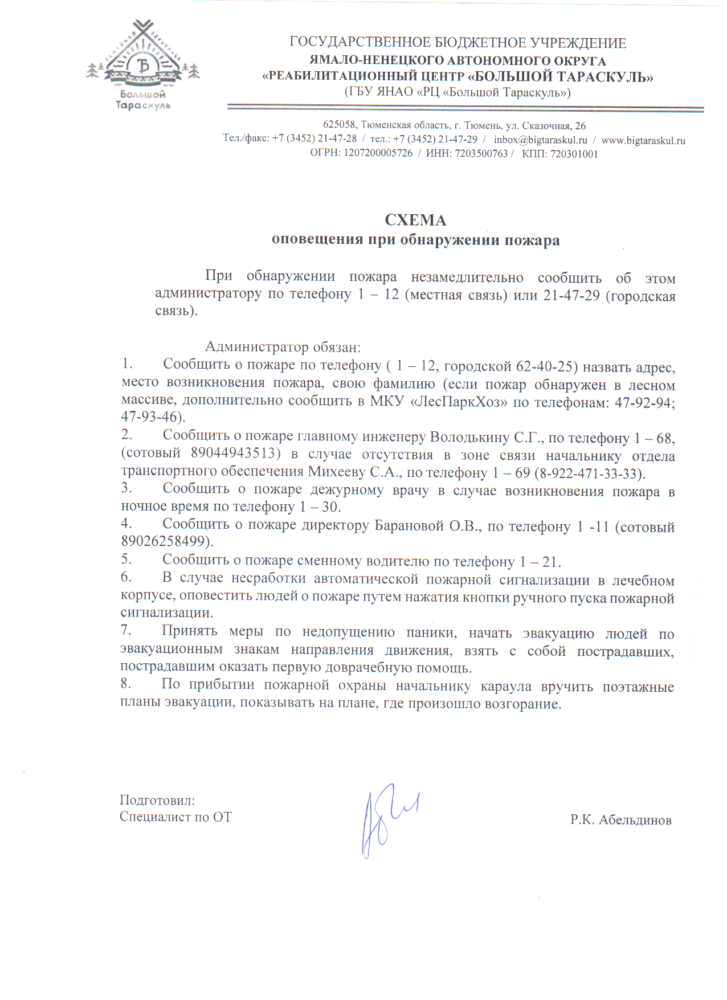 СЕМЕЙНАЯ ЗДРАВНИЦА
Большой
Тараскуль
ГОСУДАРСТВЕННОЕ БЮДЖЕТНОЕ УЧРЕЖДЕНИЕ
ЯМАЛО-НЕНЕЦКОГО АВТОНОМНОГО ОКРУГА
«РЕАБИЛИТАЦИОННЫЙ ЦЕНТР «БОЛЬШОЙ ТАРАСКУЛЬ»
(ГБУ ЯНАО «РЦ «Большой Тараскуль»)
625058, Тюменская область, г. Тюмень, ул. Сказочная, 26
Тел./факс: +7 (3452) 21-47-28 / тел.: +7 (3452) 21-47-29 / inbox@bigtaraskul.ru / www.bigtaraskul.ru
ОГРН: 1207200005726 / ИНН: 7203500763 / КПП: 720301001
СХЕМА
оповещения при обнаружении пожара
При обнаружении пожара незамедлительно сообщить об этом
администратору по телефону 1 – 12 (местная связь) или 21-47-29 (городская
связь).
Администратор обязан:
1. Сообщить о пожаре по телефону ( 1 – 12, городской 62-40-25) назвать адрес,
место возникновения пожара, свою фамилию (если пожар обнаружен в лесном
массиве, дополнительно сообщить в МКУ «ЛесПаркХоз» по телефонам: 47-92-94;
47-93-46).
2. Сообщить о пожаре главному инженеру Володькину С.Г., по телефону 1 – 68,
(сотовый 89044943513) в случае отсутствия в зоне связи начальнику отдела
транспортного обеспечения Михееву С.А., по телефону 1 – 69 (8-922-471-33-33).
3. Сообщить о пожаре дежурному врачу в случае возникновения пожара в
ночное время по телефону 1 – 30.
4. Сообщить о пожаре директору Барановой О.В., по телефону 1 -11 (сотовый
89026258499).
5. Сообщить о пожаре сменному водителю по телефону 1 – 21.
6. В случае несработки автоматической пожарной сигнализации в лечебном
корпусе, оповестить людей о пожаре путем нажатия кнопки ручного пуска пожарной
сигнализации.
7. Принять меры по недопущению паники, начать эвакуацию людей по
эвакуационным знакам направления движения, взять с собой пострадавших,
пострадавшим оказать первую доврачебную помощь.
8. По прибытии пожарной охраны начальнику караула вручить поэтажные
планы эвакуации, показывать на плане, где произошло возгорание.
Подготовил:
Специалист по ОТ
Р.К. Абельдинов